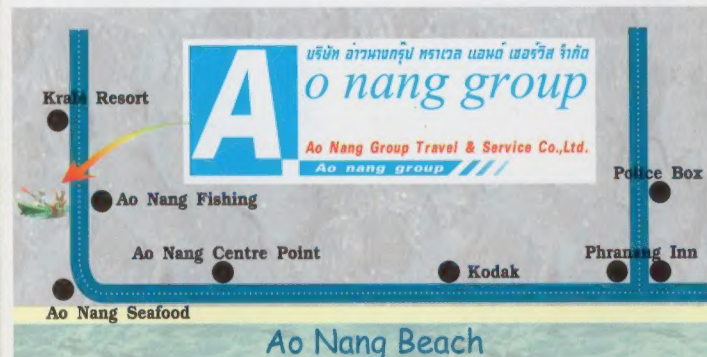 บริษัท อ่าวนางกรุ๊ป ทราเวล แอนด์ เซอร์วิส จำกัด
Ao nang group
Ao Nang Group Travel & Service Co.,Ltd.
Ao nang group
Krabi Resort
Police Box
Ao Nang Fishing
Ao Nang Centre Point
Kodak
Phranang Inn
Ao Nang Seafood
Ao Nang Beach